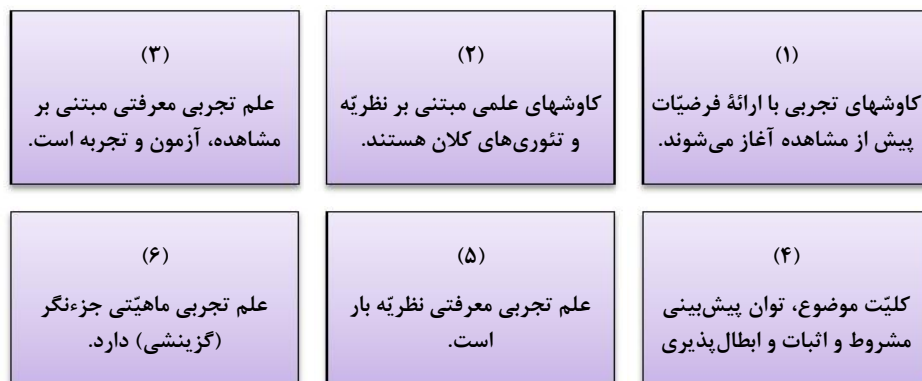 (۱)
کاوشهای تجربی با ارائهٔ فرضیّات
پیش از مشاهده آغاز می‌شوند.
(۲)
کاوشهای علمی مبتنی بر نظریّه
و تئوری‌های کلان هستند.
(۳)
علم تجربی معرفتی مبتنی بر
مشاهده، آزمون و تجربه است.
(۴)
کلیّت موضوع، توان پیش‌بینی
مشروط و اثبات و ابطال‌پذیری
(۵)
علم تجربی معرفتی نظریّه بار
است.
(۶)
علم تجربی ماهیّتی جزءنگر
(گزینشی) دارد.